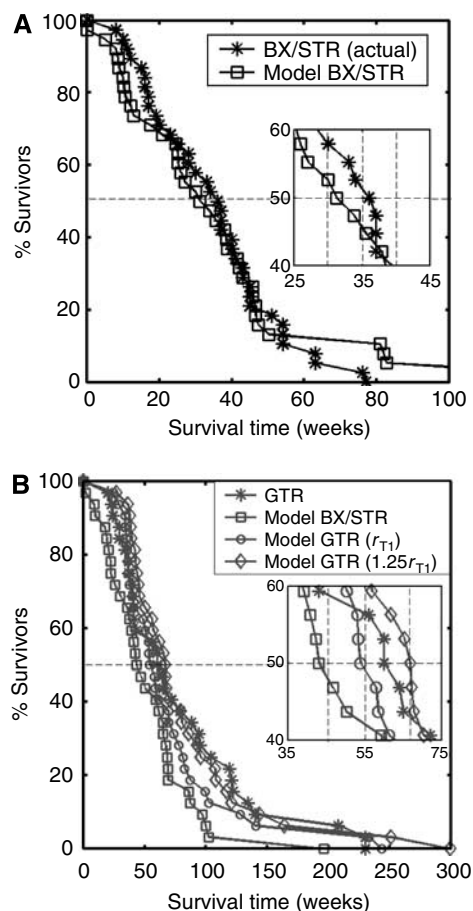 A
100
80
60
40
20
0
% Survivors
BX/STR (actual)
Model BX/STR
60
50
40
25 35 45
0 20 40 60 80 100
Survival time (weeks)
B
100
80
60
40
20
0
% Survivors
GTR
Model BX/STR
Model GTR (rT1)
Model GTR (1.25rT1)
60
50
40
35 55 75
0 50 100 150 200 250 300
Survival time (weeks)